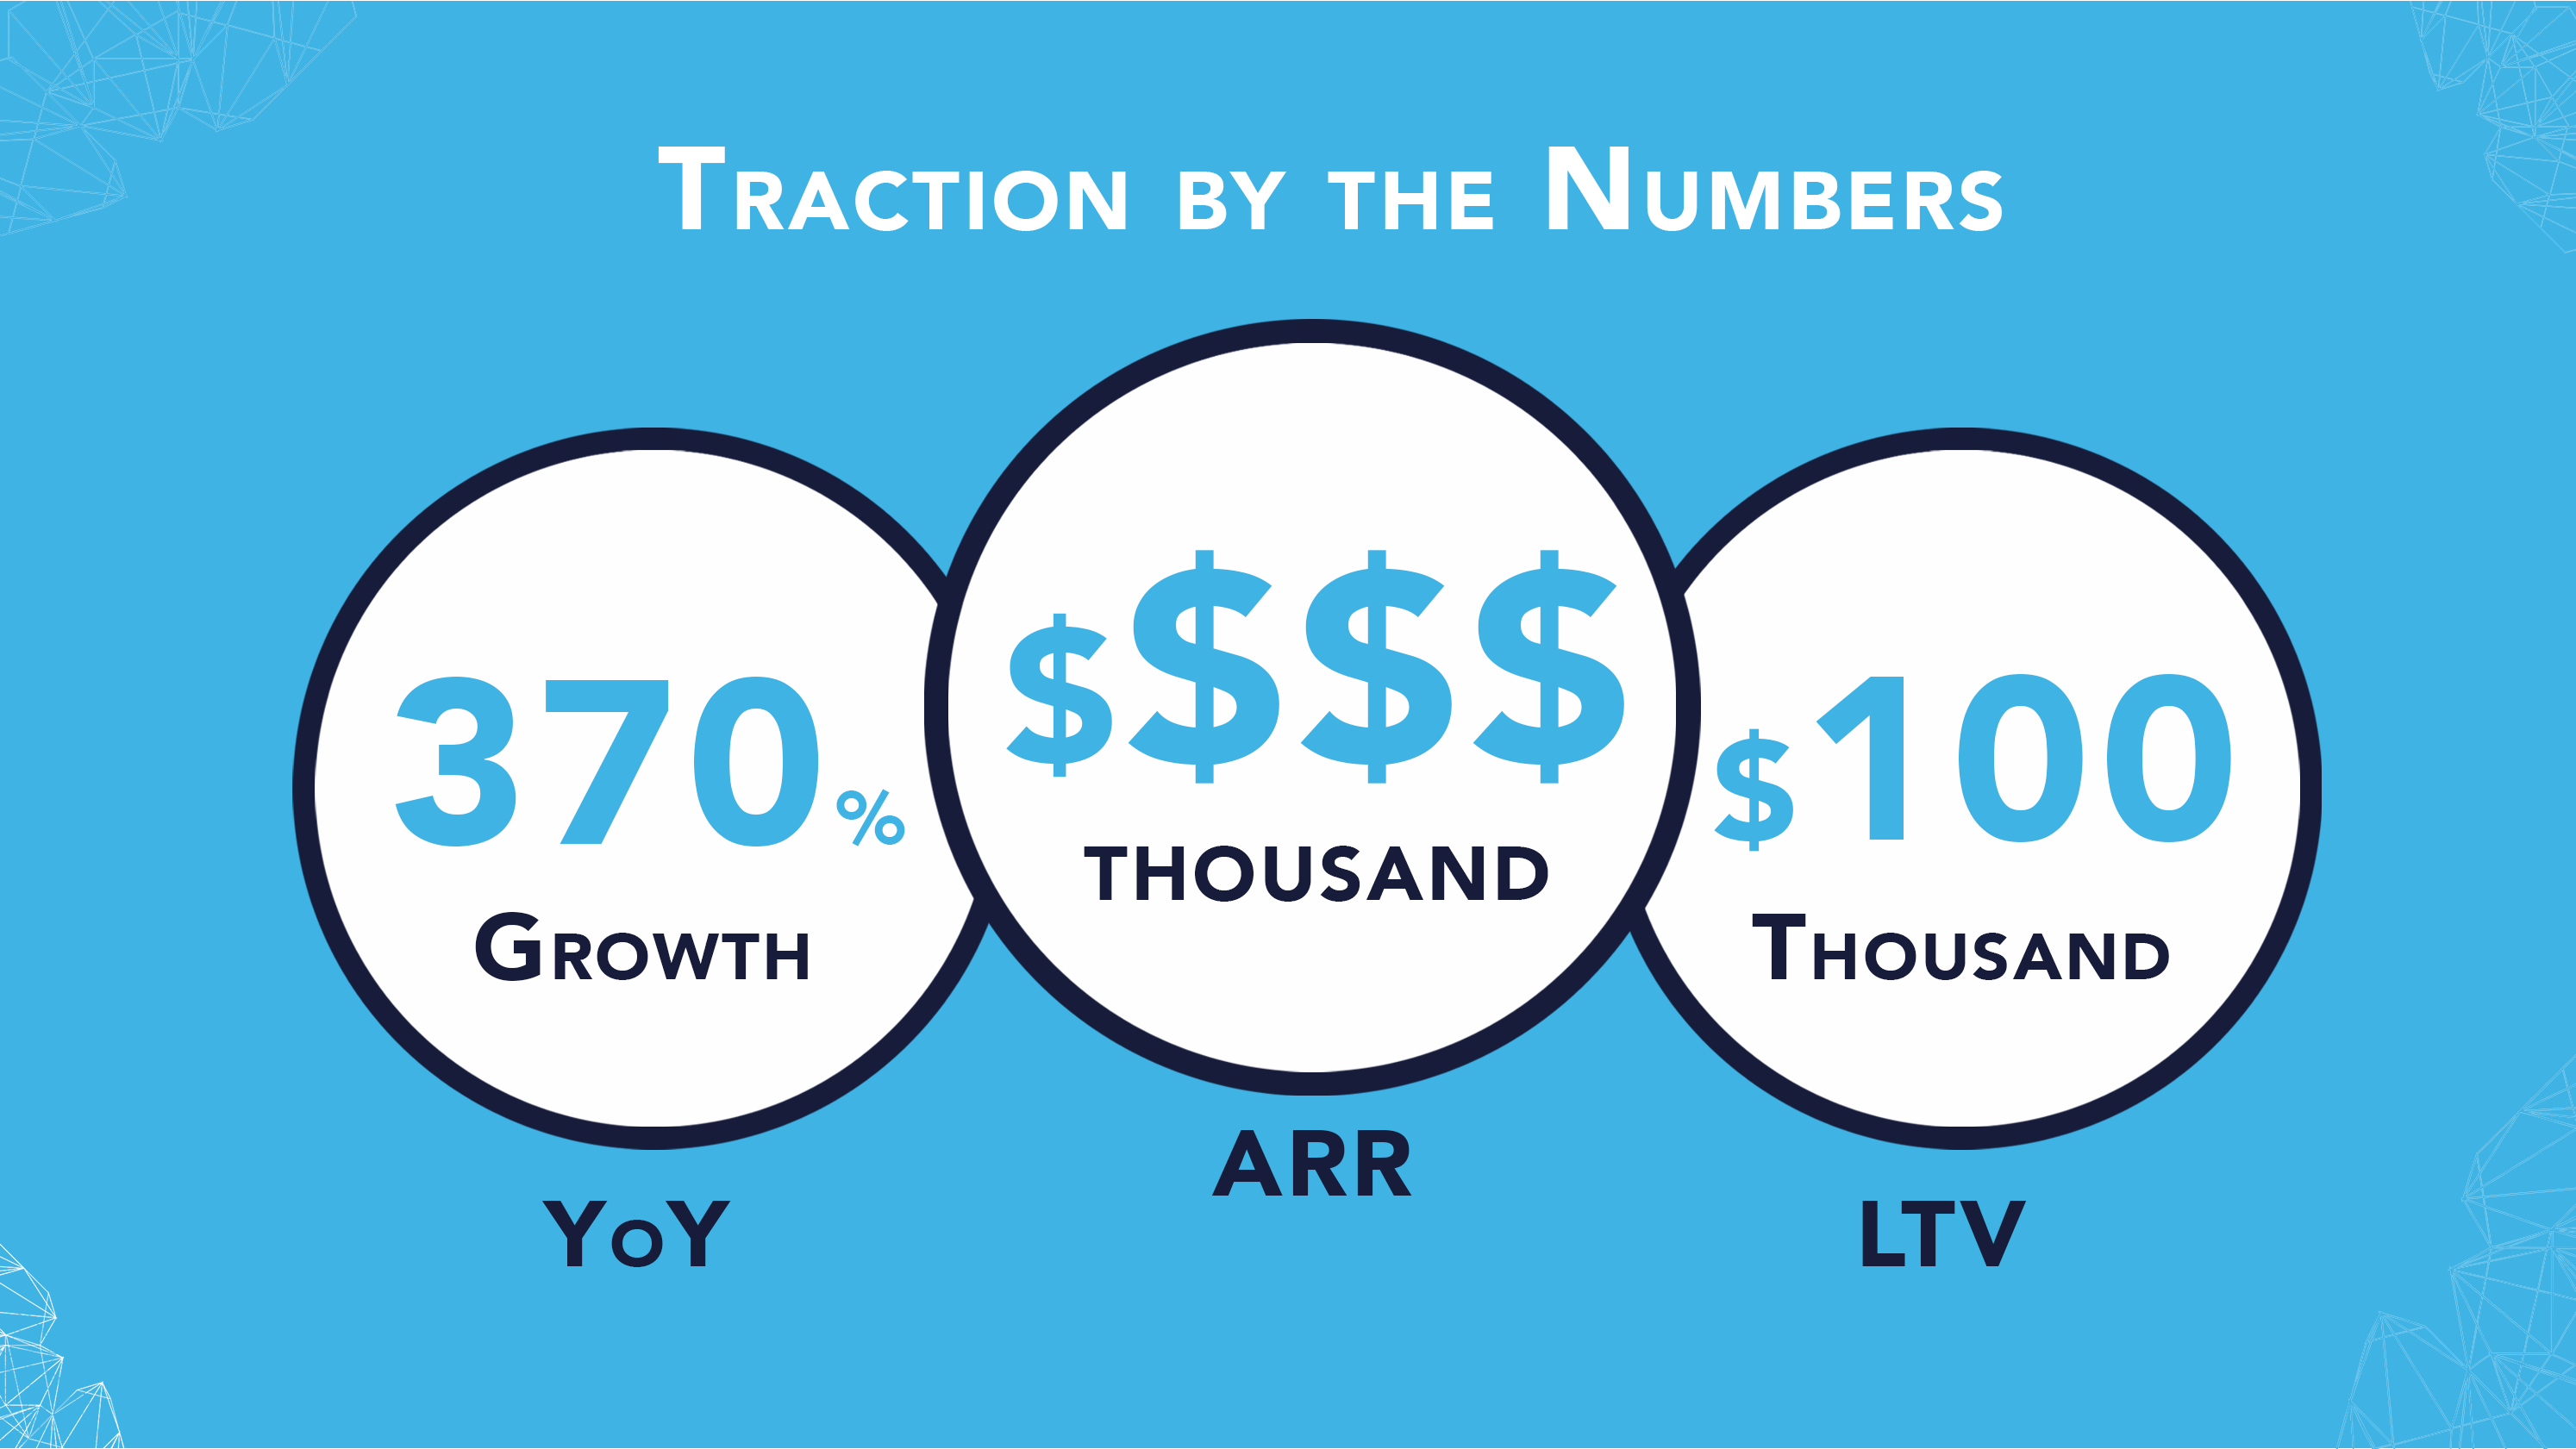 Traction by the Numbers
370%
Growth
YoY
$$$$
THOUSAND
ARR
$100
Thousand
LTV